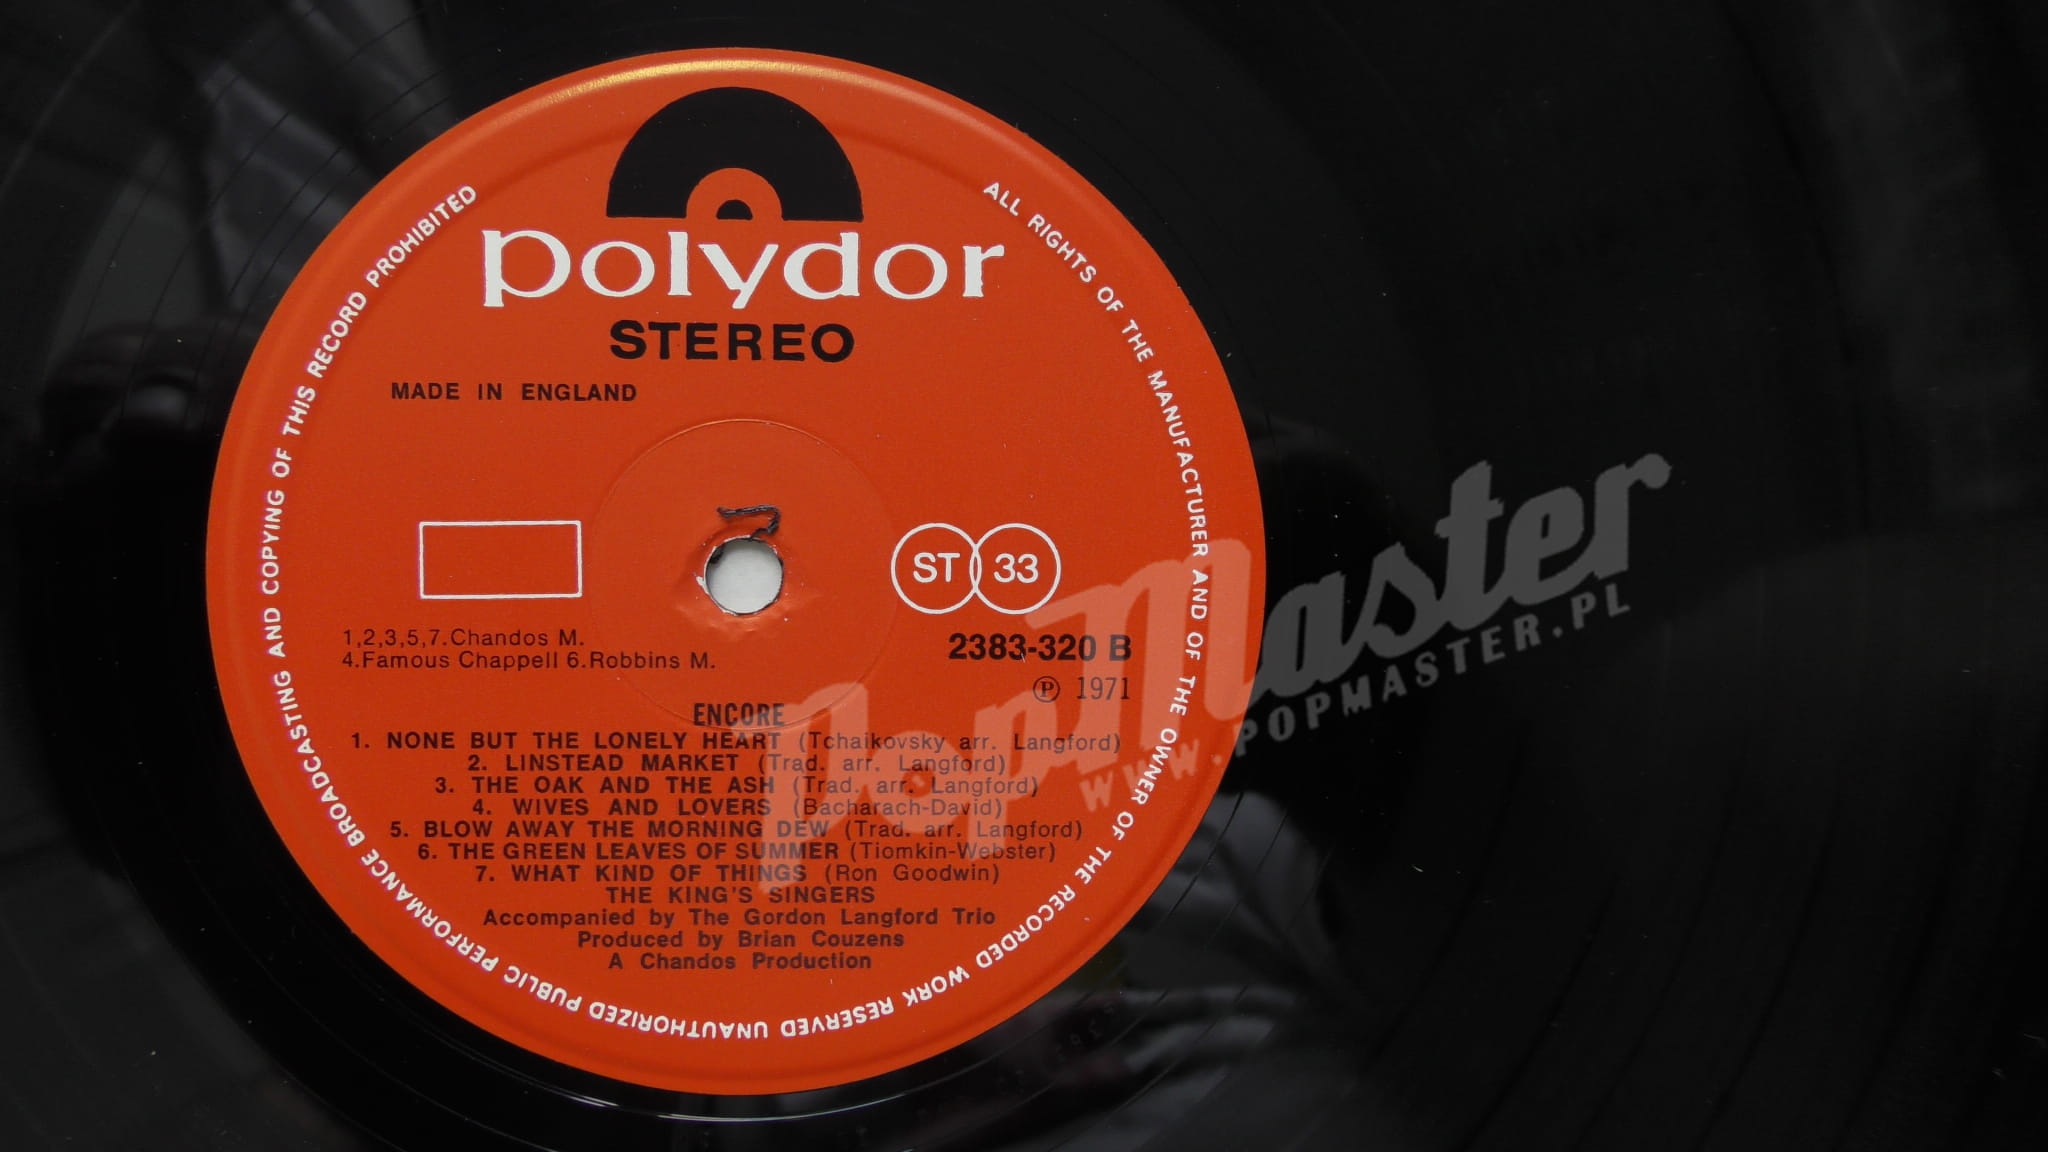 polydor
STEREO
MADE IN ENGLAND
ST 33
1,2,3,5,7.Chandos M.
4.Famous Chappell 6.Robbins M.
2383-320 B
℗ 1971
ENCORE
1. NONE BUT THE LONELY HEART (Tchaikovsky arr. Langford)
2. LINSTEAD MARKET (Trad. arr. Langford)
3. THE OAK AND THE ASH (Trad. arr. Langford)
4. WIVES AND LOVERS (Bacharach-David)
5. BLOW AWAY THE MORNING DEW (Trad. arr. Langford)
6. THE GREEN LEAVES OF SUMMER (Tiomkin-Webster)
7. WHAT KIND OF THINGS (Ron Goodwin)
THE KING'S SINGERS
Accompanied by The Gordon Langford Trio
Produced by Brian Couzens
A Chandos Production
ALL RIGHTS OF THE MANUFACTURER AND OF THE OWNER OF THE RECORDED WORK RESERVED UNAUTHORIZED PUBLIC PERFORMANCE BROADCASTING AND COPYING OF THIS RECORD PROHIBITED
PopMaster
WWW.POPMASTER.PL